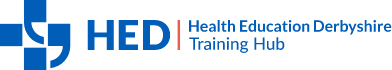 HED
Health Education Derbyshire
Training Hub